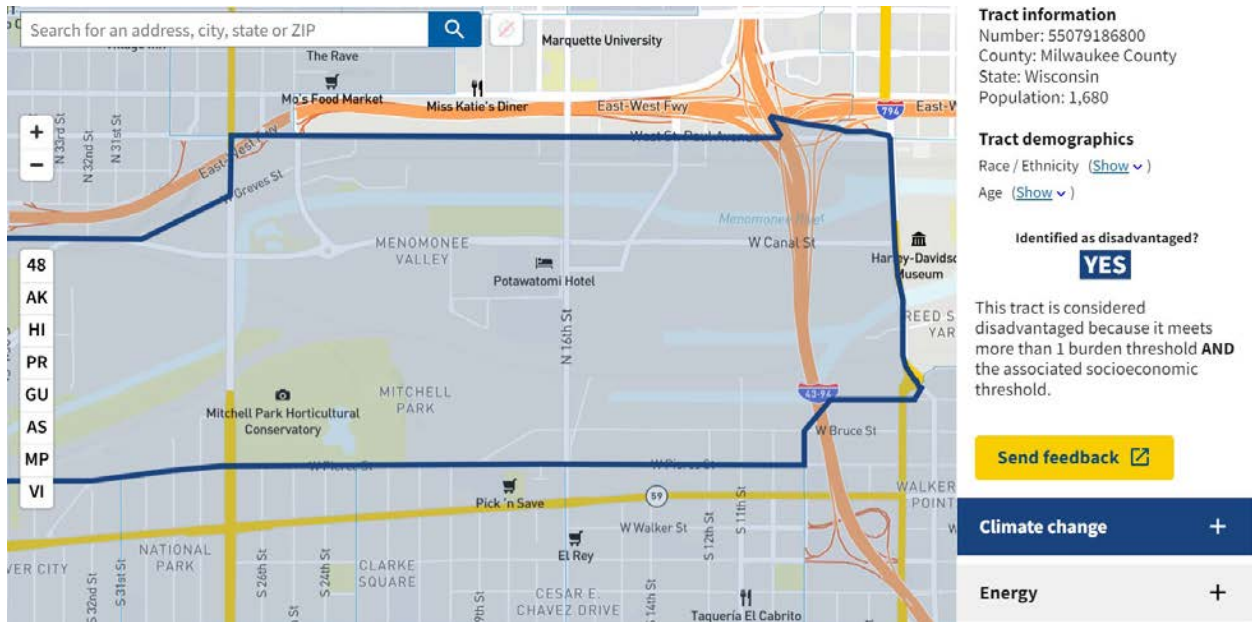 Search for an address, city, state or ZIP
The Rave
Marquette University
Mo's Food Market
Miss Katie's Diner
East-West Fwy
794
East-W
West St. Paul Avenue
+
−
N 33rd St
N 32nd St
N 31st St
East-West Fwy
W Greves St
MENOMONEE
VALLEY
W Canal St
Potawatomi Hotel
Harley-Davidso
Museum
N 16th St
REED S
YAR
48
AK
HI
PR
GU
AS
MP
VI
Mitchell Park Horticultural
Conservatory
MITCHELL
PARK
43-94
W Bruce St
W Pierce St
W Pierce St
Pick 'n Save
59
WALKER
POINT
W Walker St
S 12th St
S 11th St
El Rey
VER CITY
NATIONAL
PARK
S 32nd St
S 31st St
S 26th St
S 24th St
CLARKE
SQUARE
CESAR E.
CHAVEZ DRIVE
S 14th St
Taquería El Cabrito
Tract information
Number: 55079186800
County: Milwaukee County
State: Wisconsin
Population: 1,680
Tract demographics
Race / Ethnicity (Show )
Age (Show )
Identified as disadvantaged?
YES
This tract is considered
disadvantaged because it meets
more than 1 burden threshold AND
the associated socioeconomic
threshold.
Send feedback
Climate change +
Energy +